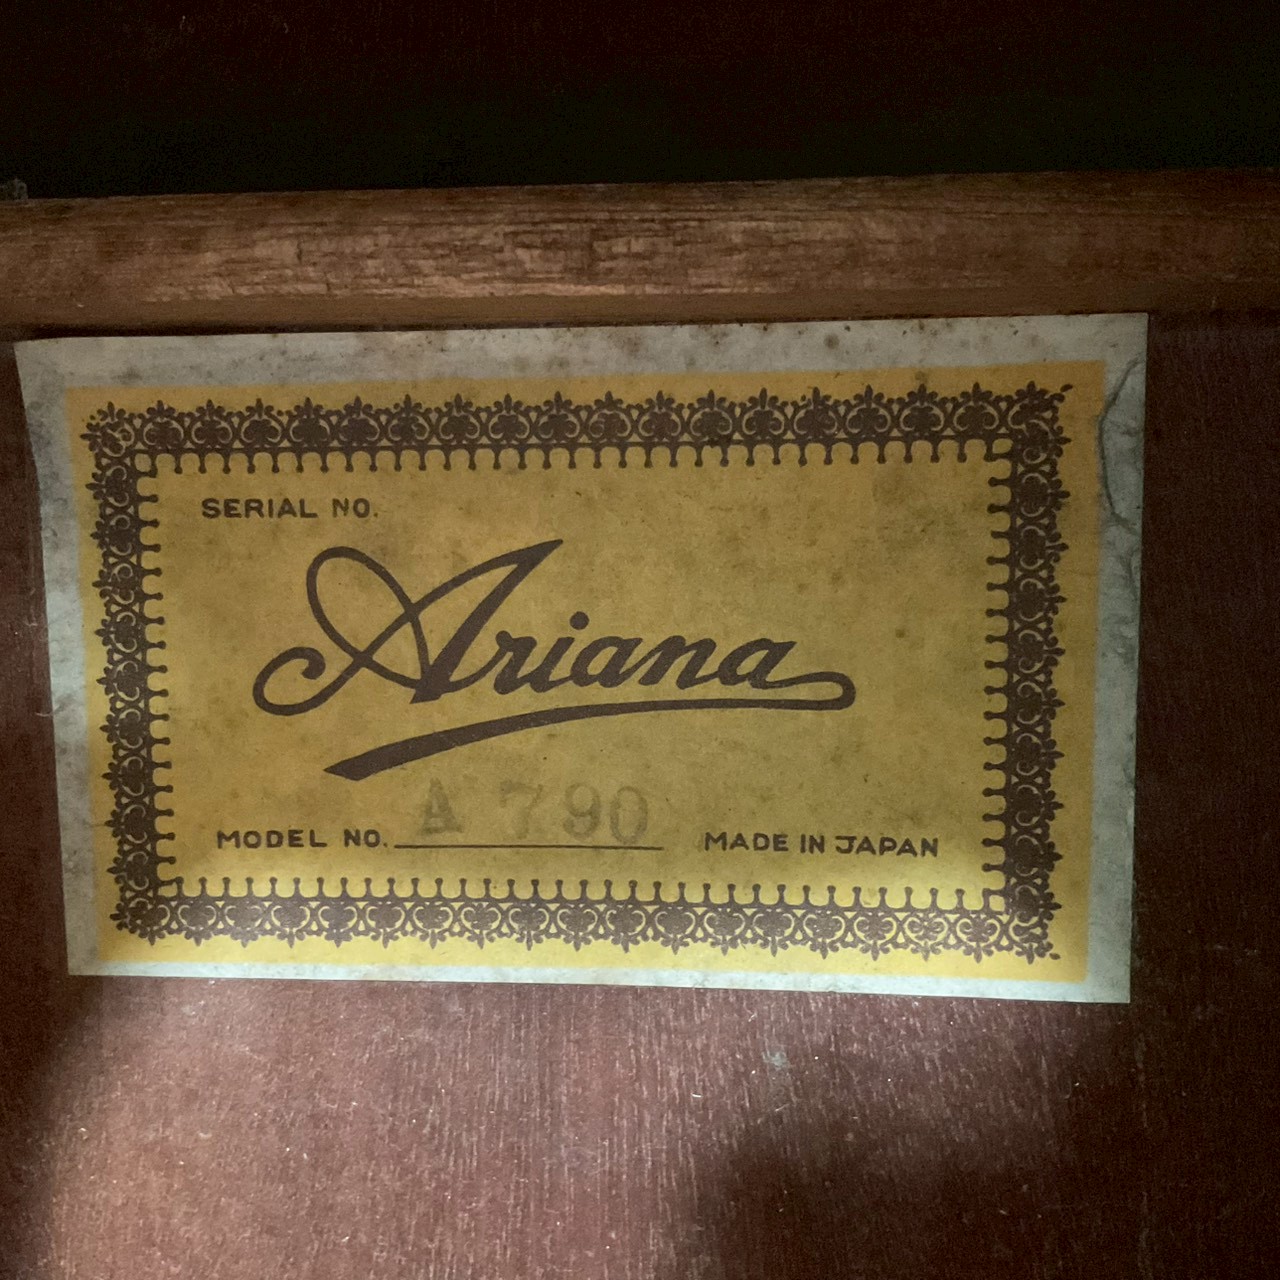 SERIAL NO.
Ariana
MODEL NO. A 790 MADE IN JAPAN